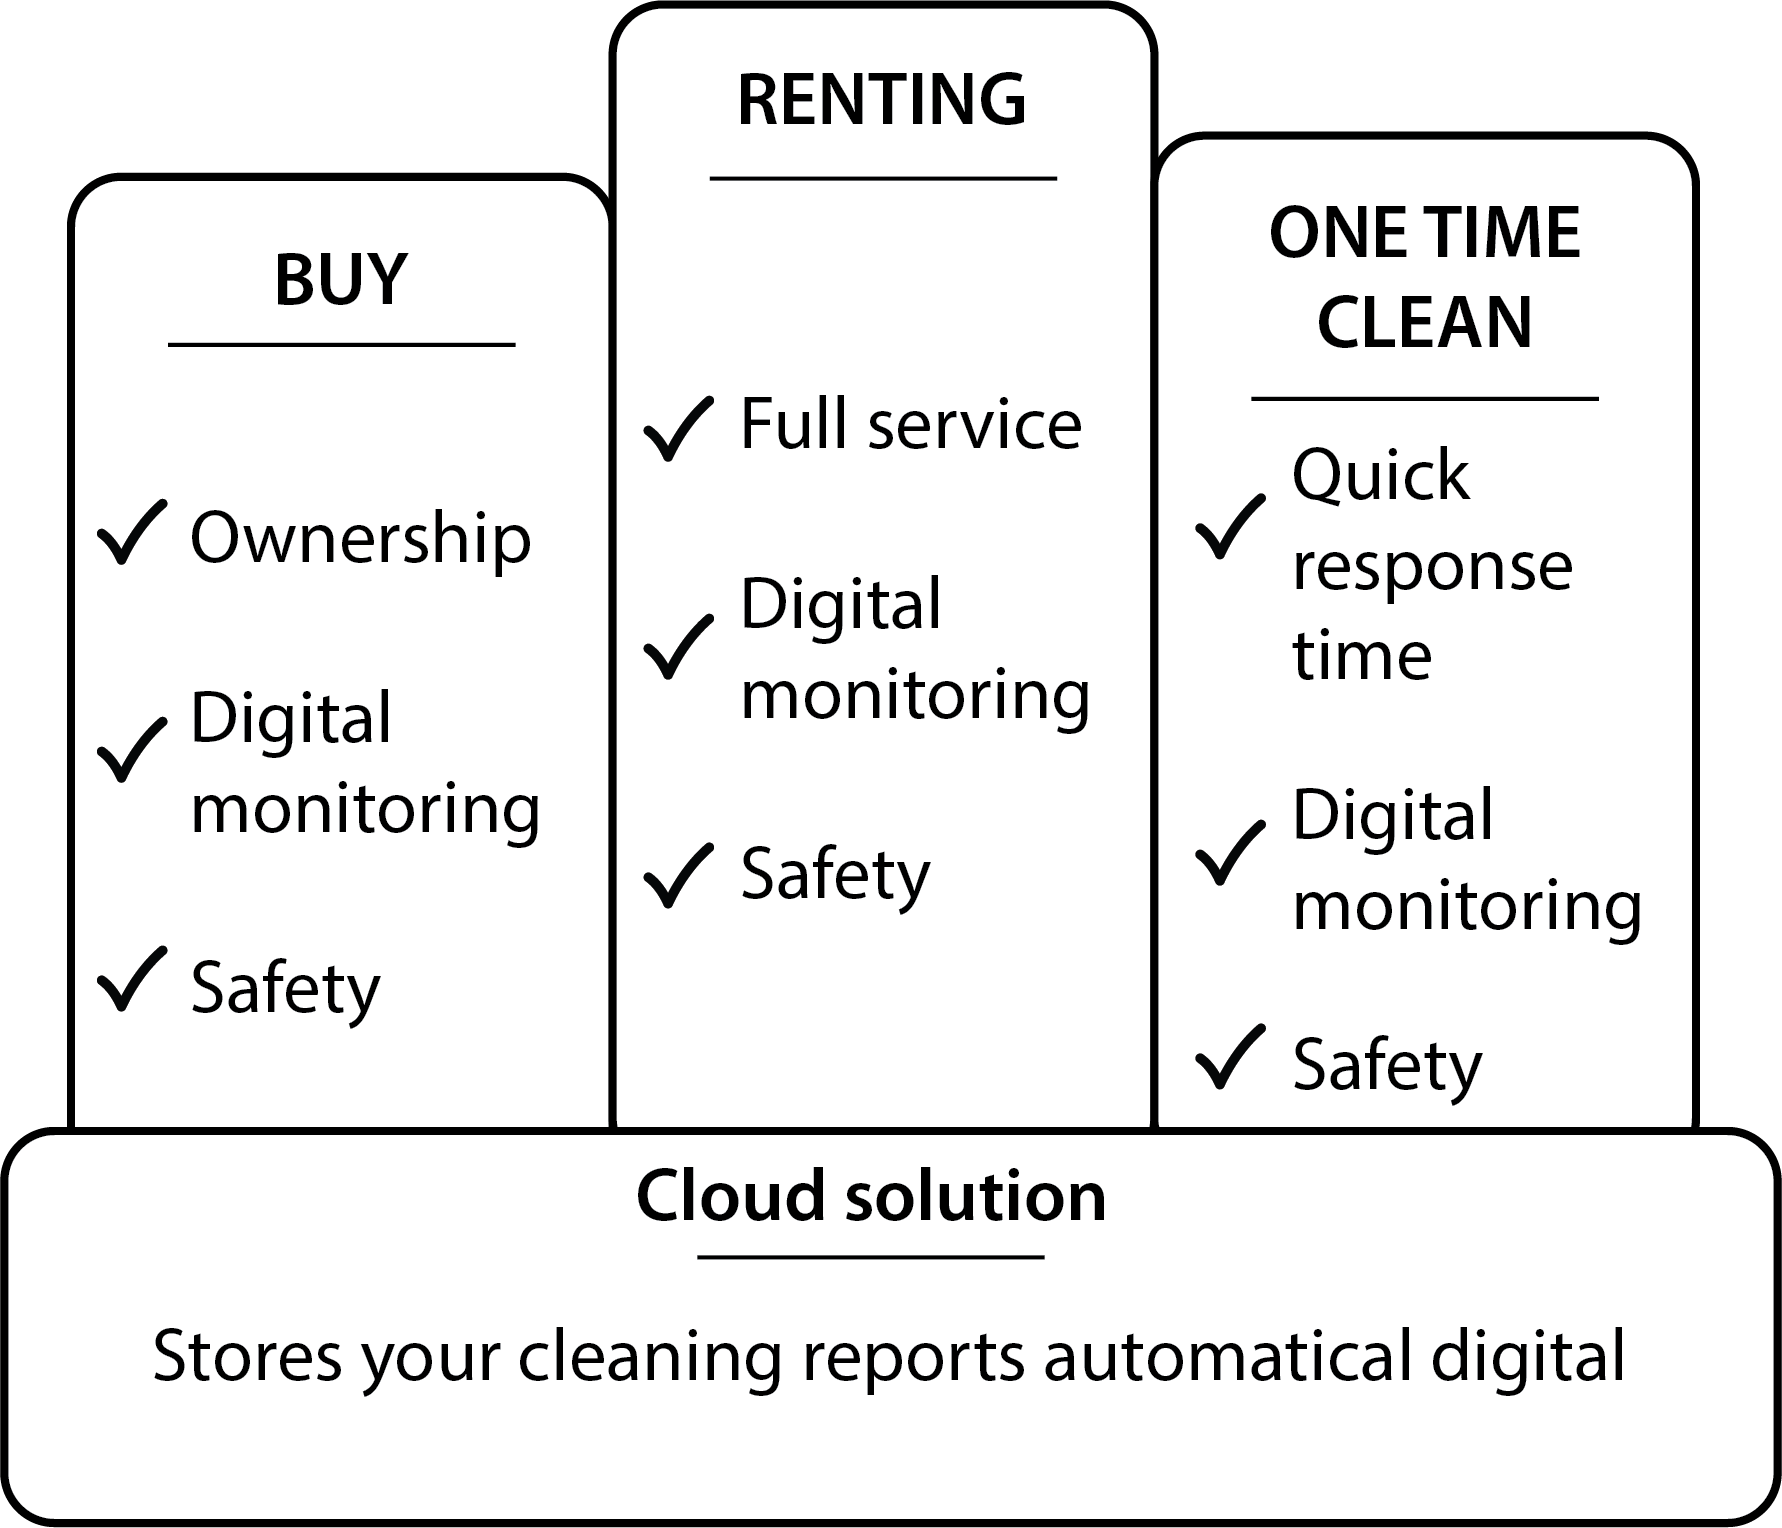 BUY
Ownership
Digital
monitoring
Safety
RENTING
Full service
Digital
monitoring
Safety
ONE TIME
CLEAN
Quick
response
time
Digital
monitoring
Safety
Cloud solution
Stores your cleaning reports automatical digital